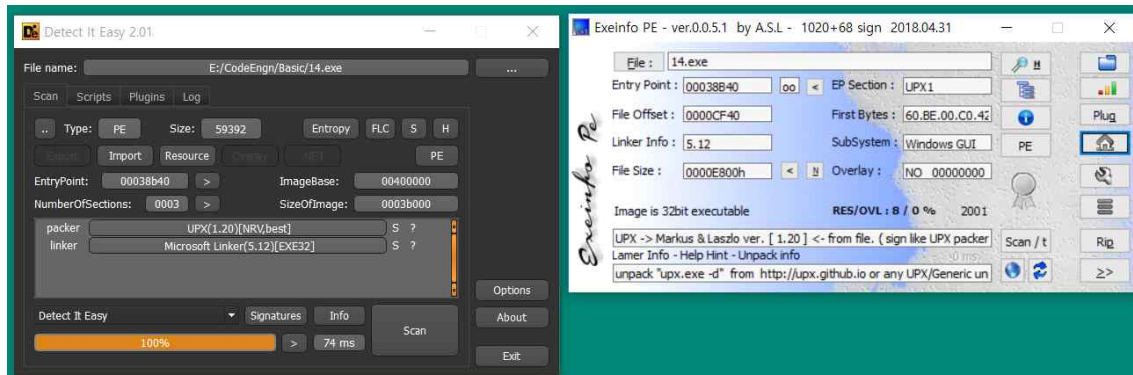 Detect It Easy 2.01
File name: E:/CodeEngn/Basic/14.exe ...
Scan Scripts Plugins Log
.. Type: PE Size: 59392 Entropy FLC S H
Import Resource PE
EntryPoint: 00038b40 > ImageBase: 00400000
NumberOfSections: 0003 > SizeOfImage: 0003b000
packer UPX(1.20)[NRV,best] S ?
linker Microsoft Linker(5.12)[EXE32] S ?
Options
Detect It Easy Signatures Info Scan About
100% > 74 ms
Exit
Exeinfo PE - ver.0.0.5.1 by A.S.L - 1020+68 sign 2018.04.31
Exeinfo Pe
File : 14.exe H
Entry Point : 00038B40 oo < EP Section : UPX1
File Offset : 0000CF40 First Bytes : 60.BE.00.C0.42 Plug
Linker Info : 5.12 SubSystem : Windows GUI PE
File Size : 0000E800h < N Overlay : NO 00000000
Image is 32bit executable RES/OVL : 8 / 0 % 2001
UPX -> Markus & Laszlo ver. [ 1.20 ] <- from file. ( sign like UPX packer Scan / t Rip
Lamer Info - Help Hint - Unpack info
unpack "upx.exe -d" from http://upx.github.io or any UPX/Generic un >>